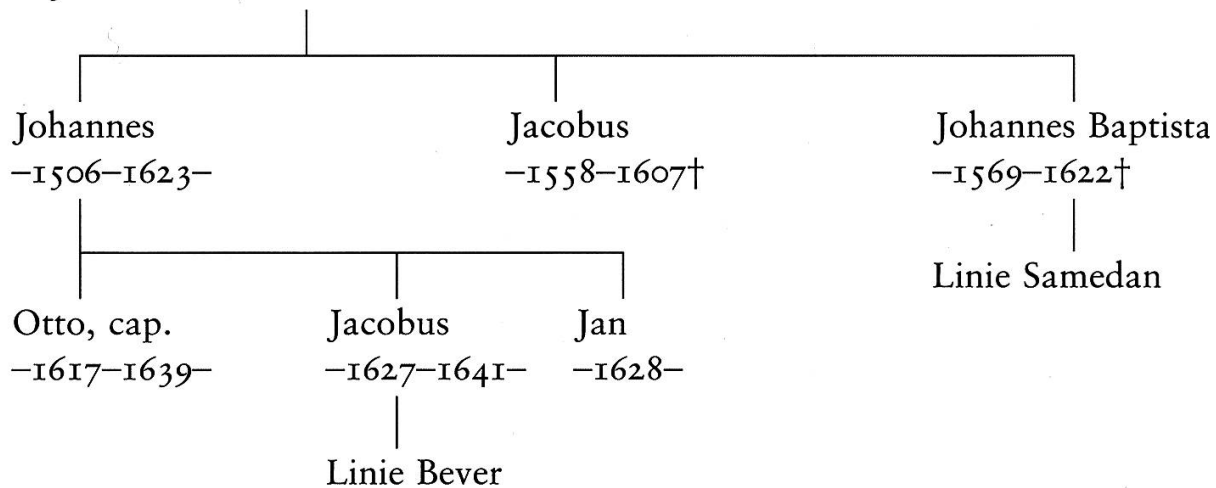 Johannes Jacobus Johannes Baptista
–1506–1623– –1558–1607† –1569–1622†
Linie Samedan
Otto, cap. Jacobus Jan
–1617–1639– –1627–1641– –1628–
Linie Bever